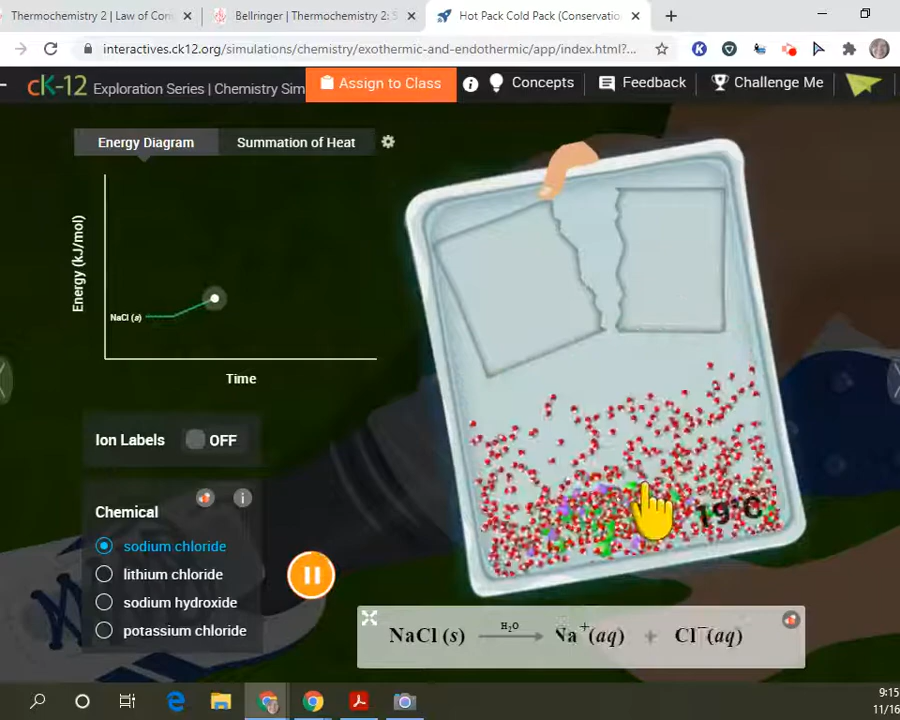 Thermochemistry 2 | Law of Con
Bellringer | Thermochemistry 2:
Hot Pack Cold Pack (Conservatio
interactives.ck12.org/simulations/chemistry/exothermic-and-endothermic/app/index.html?...
K
cK-12 Exploration Series | Chemistry Sim
Assign to Class
Concepts
Feedback
Challenge Me
Energy Diagram
Summation of Heat
Energy (kJ/mol)
NaCl (s)
Time
Ion Labels OFF
Chemical
sodium chloride
lithium chloride
sodium hydroxide
potassium chloride
19°C
NaCl (s) H₂O → Na⁺(aq) + Cl⁻(aq)
9:15
11/16